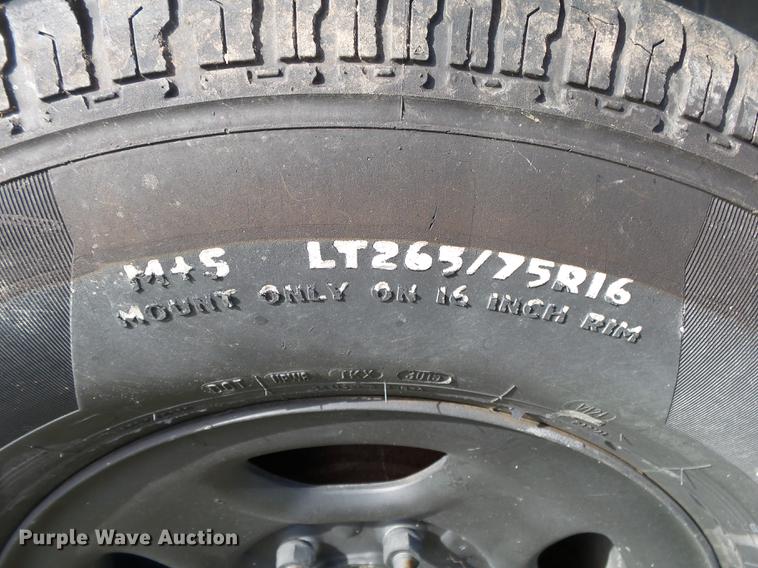 M+S LT265/75R16
MOUNT ONLY ON 16 INCH RIM
DOT
Purple Wave Auction®